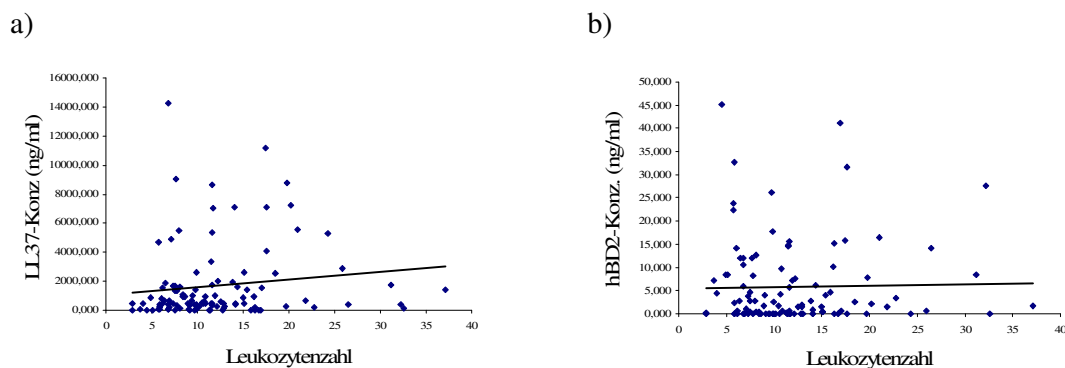 a)
LL37-Konz (ng/ml)
16000,000
14000,000
12000,000
10000,000
8000,000
6000,000
4000,000
2000,000
0,000
0 5 10 15 20 25 30 35 40
Leukozytenzahl
b)
hBD2-Konz. (ng/ml)
50,000
45,000
40,000
35,000
30,000
25,000
20,000
15,000
10,000
5,000
0,000
0 5 10 15 20 25 30 35 40
Leukozytenzahl